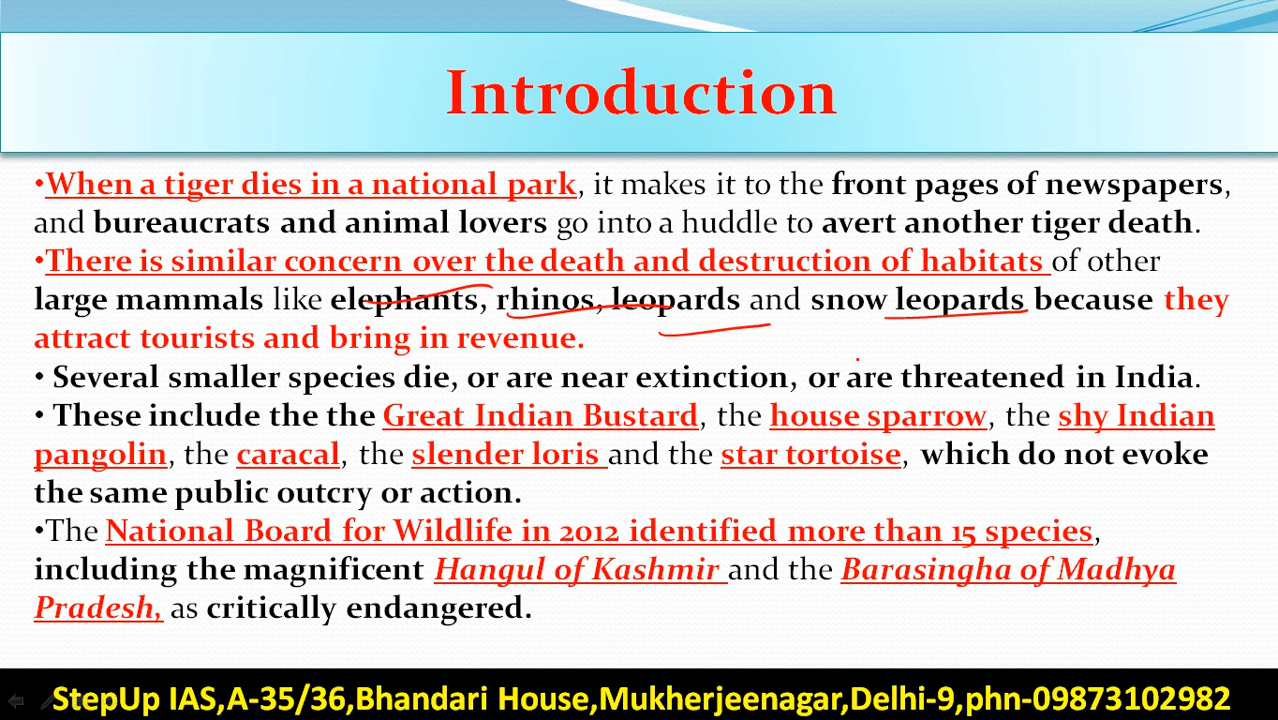 Introduction
•When a tiger dies in a national park, it makes it to the front pages of newspapers,
and bureaucrats and animal lovers go into a huddle to avert another tiger death.
•There is similar concern over the death and destruction of habitats of other
large mammals like elephants, rhinos, leopards and snow leopards because they
attract tourists and bring in revenue.
• Several smaller species die, or are near extinction, or are threatened in India.
• These include the the Great Indian Bustard, the house sparrow, the shy Indian
pangolin, the caracal, the slender loris and the star tortoise, which do not evoke
the same public outcry or action.
•The National Board for Wildlife in 2012 identified more than 15 species,
including the magnificent Hangul of Kashmir and the Barasingha of Madhya
Pradesh, as critically endangered.
StepUp IAS,A-35/36,Bhandari House,Mukherjeenagar,Delhi-9,phn-09873102982